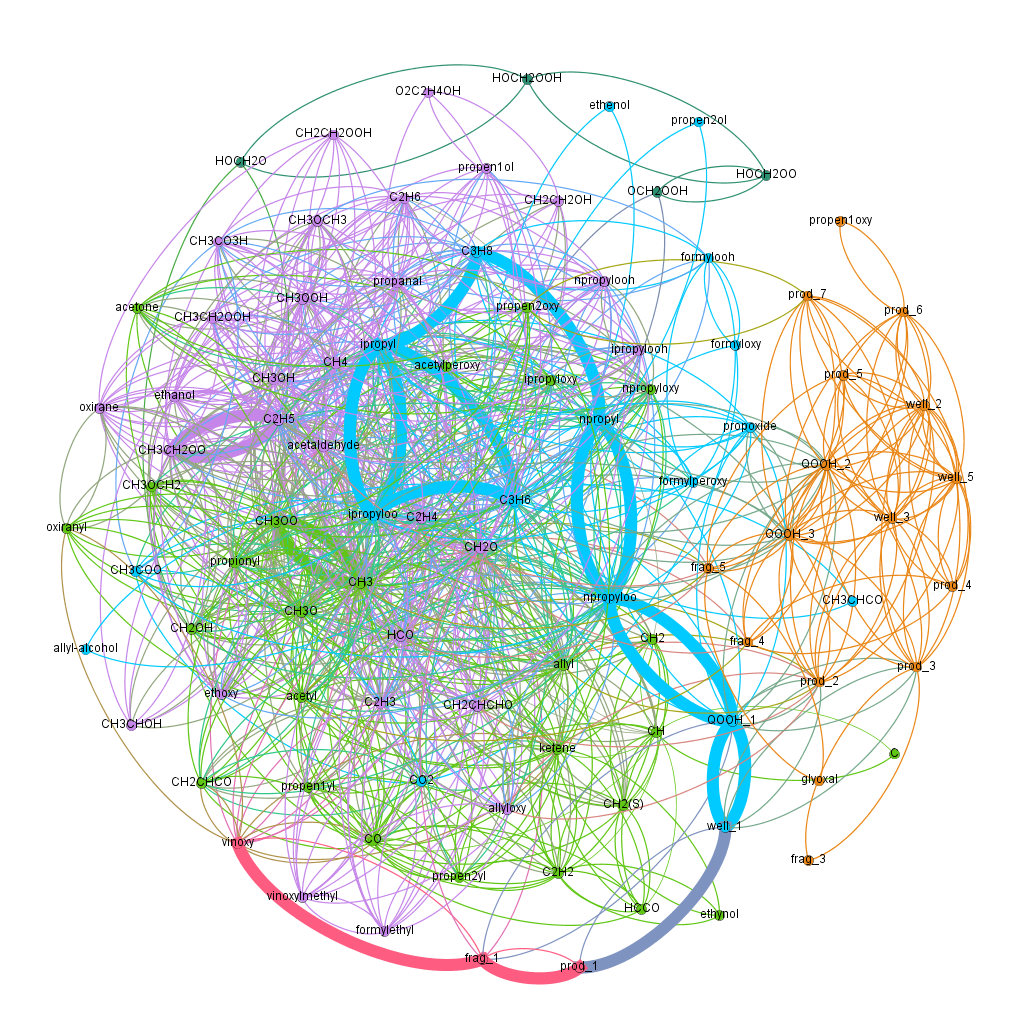 HOCH2OOH
O2C2H4OH
ethenol
propen2ol
CH2CH2OOH
HOCH2O
propen1ol
HOCH2OO
OCH2OOH
C2H6
CH2CH2OH
CH3OCH3
propen1oxy
CH3CO3H
C3H8
formylooh
propanal
npropylooh
CH3OOH
prod_7
acetone
propen2oxy
prod_6
CH3CH2OOH
ipropyl
formyloxy
ipropylooh
CH4
acetylperoxy
prod_5
CH3OH
ipropyloxy
npropyloxy
ethanol
oxirane
well_2
C2H5
npropyl
propoxide
acetaldehyde
CH3CH2OO
QOOH_2
well_5
CH3OCH2
formylperoxy
C3H6
ipropyloo
C2H4
well_3
CH3OO
oxiranyl
QOOH_3
CH2O
propionyl
frag_5
CH3COO
CH3
prod_4
npropyloo
CH3CHCO
CH3O
CH2OH
HCO
CH2
frag_4
allyl-alcohol
allyl
prod_3
prod_2
ethoxy
acetyl
C2H3
CH2CHCHO
QOOH_1
CH3CHOH
CH
ketene
C
CH2CHCO
CO2
glyoxal
propen1yl
CH2(S)
allyloxy
well_1
vinoxy
CO
frag_3
C2H2
propen2yl
vinoxylmethyl
HCCO
ethynol
formylethyl
frag_1
prod_1